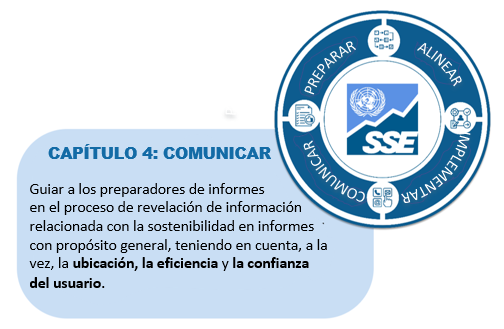 PREPARAR
ALINEAR
IMPLEMENTAR
COMUNICAR
SSE
CAPÍTULO 4: COMUNICAR
Guiar a los preparadores de informes
en el proceso de revelación de información
relacionada con la sostenibilidad en informes
con propósito general, teniendo en cuenta, a la
vez, la ubicación, la eficiencia y la confianza
del usuario.